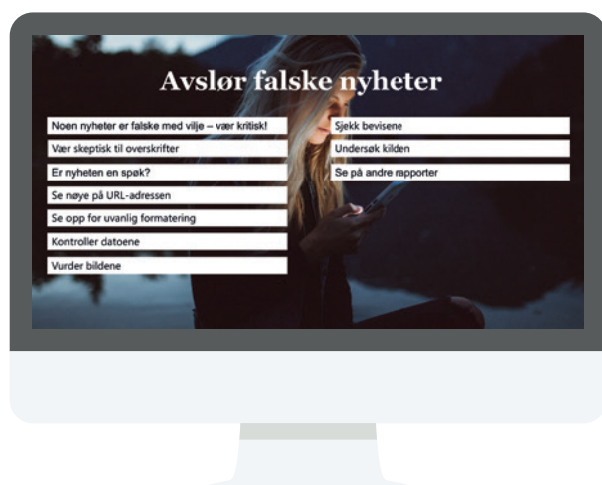 Avslør falske nyheter
Noen nyheter er falske med vilje – vær kritisk!
Vær skeptisk til overskrifter
Er nyheten en spøk?
Se nøye på URL-adressen
Se opp for uvanlig formatering
Kontroller datoene
Vurder bildene
Sjekk bevisene
Undersøk kilden
Se på andre rapporter